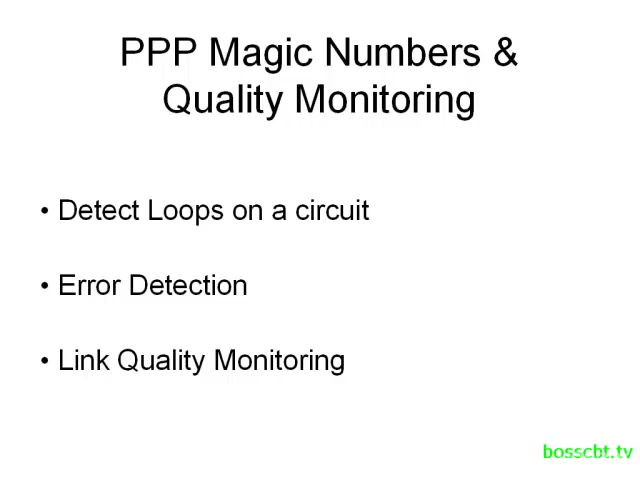 PPP Magic Numbers &
Quality Monitoring
• Detect Loops on a circuit
• Error Detection
• Link Quality Monitoring
bosscbt.tv